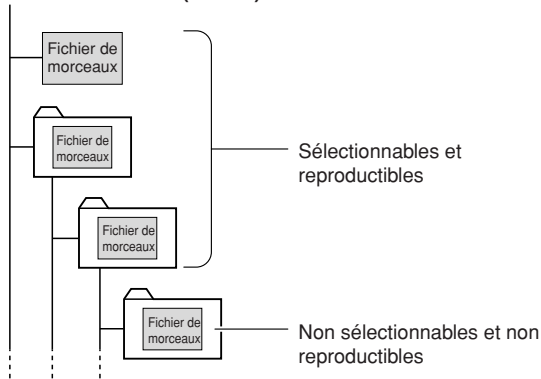 Fichier de
morceaux
Fichier de
morceaux
Sélectionnables et
reproductibles
Fichier de
morceaux
Fichier de
morceaux
Non sélectionnables et non
reproductibles